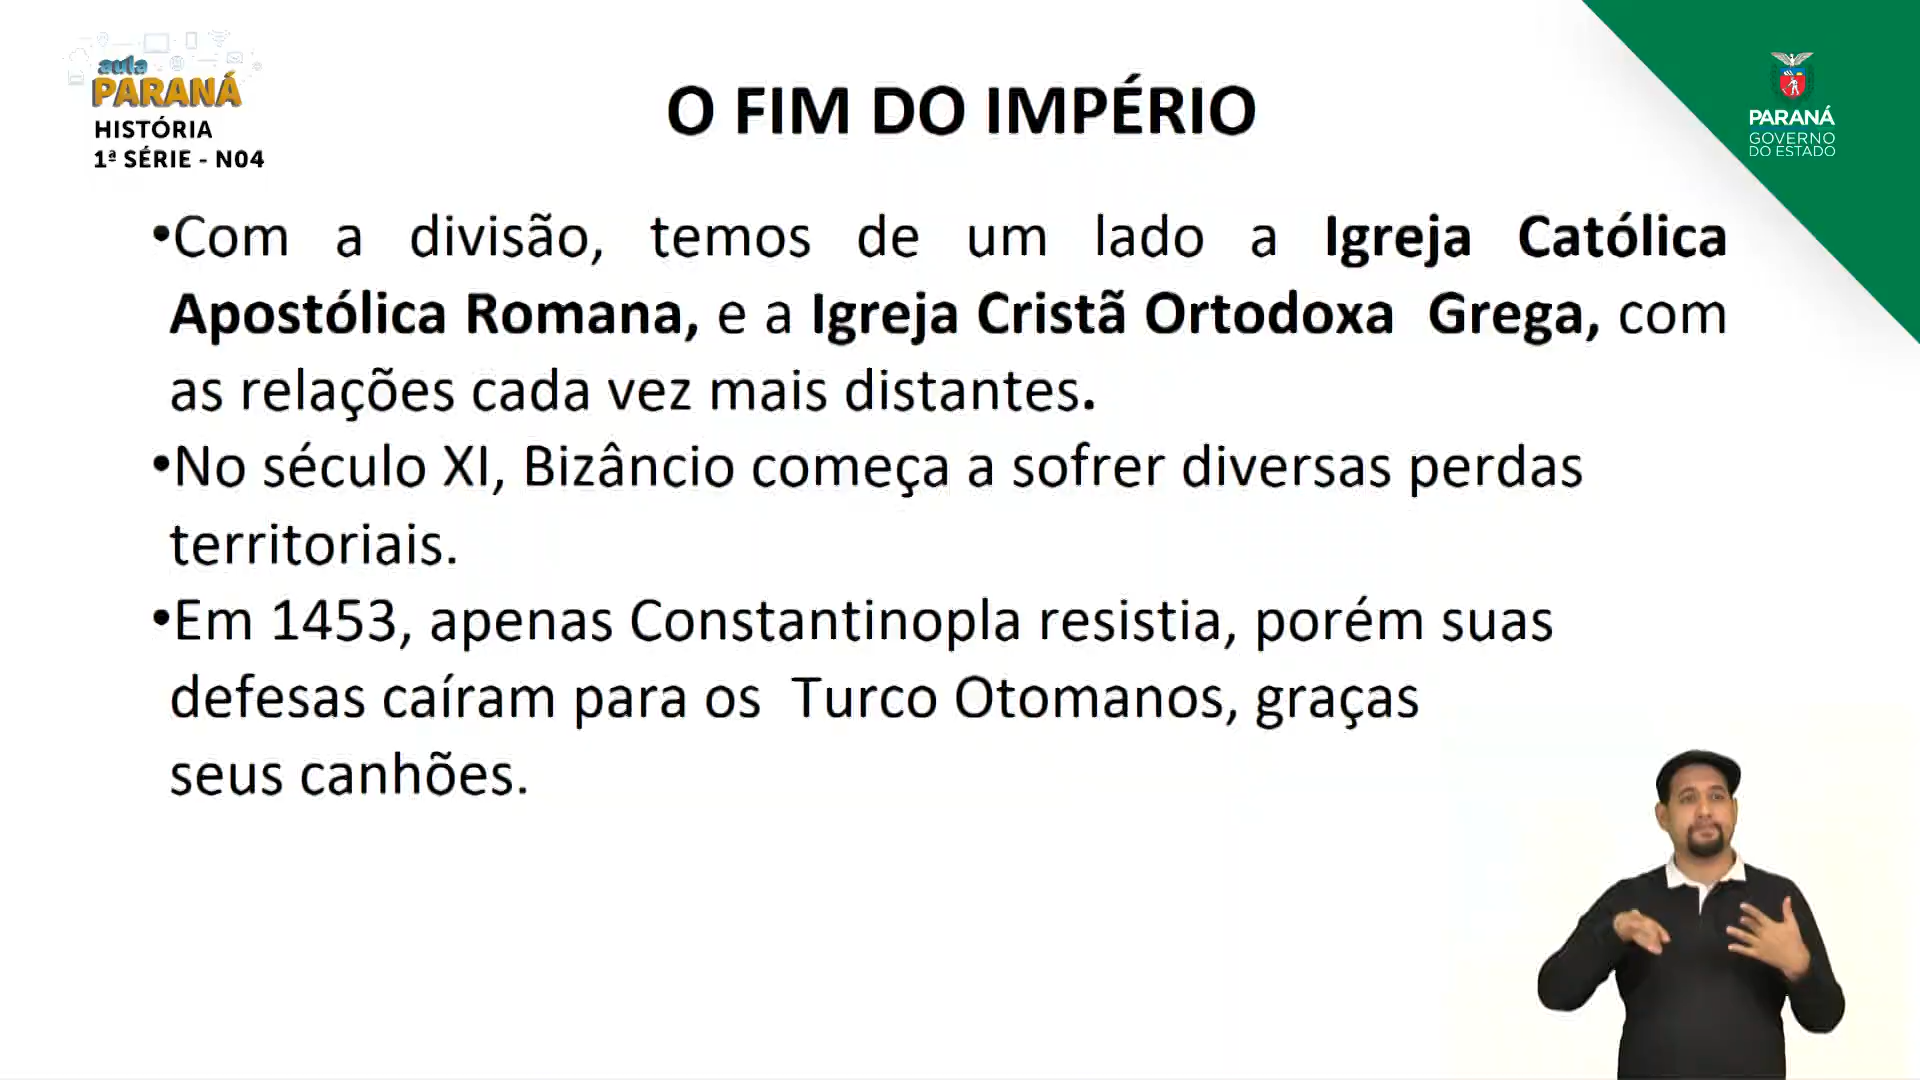 aula
PARANÁ
HISTÓRIA
1ª SÉRIE - N04
O FIM DO IMPÉRIO
PARANÁ
GOVERNO
DO ESTADO
•Com a divisão, temos de um lado a Igreja Católica
Apostólica Romana, e a Igreja Cristã Ortodoxa Grega, com
as relações cada vez mais distantes.
•No século XI, Bizâncio começa a sofrer diversas perdas
territoriais.
•Em 1453, apenas Constantinopla resistia, porém suas
defesas caíram para os Turco Otomanos, graças
seus canhões.